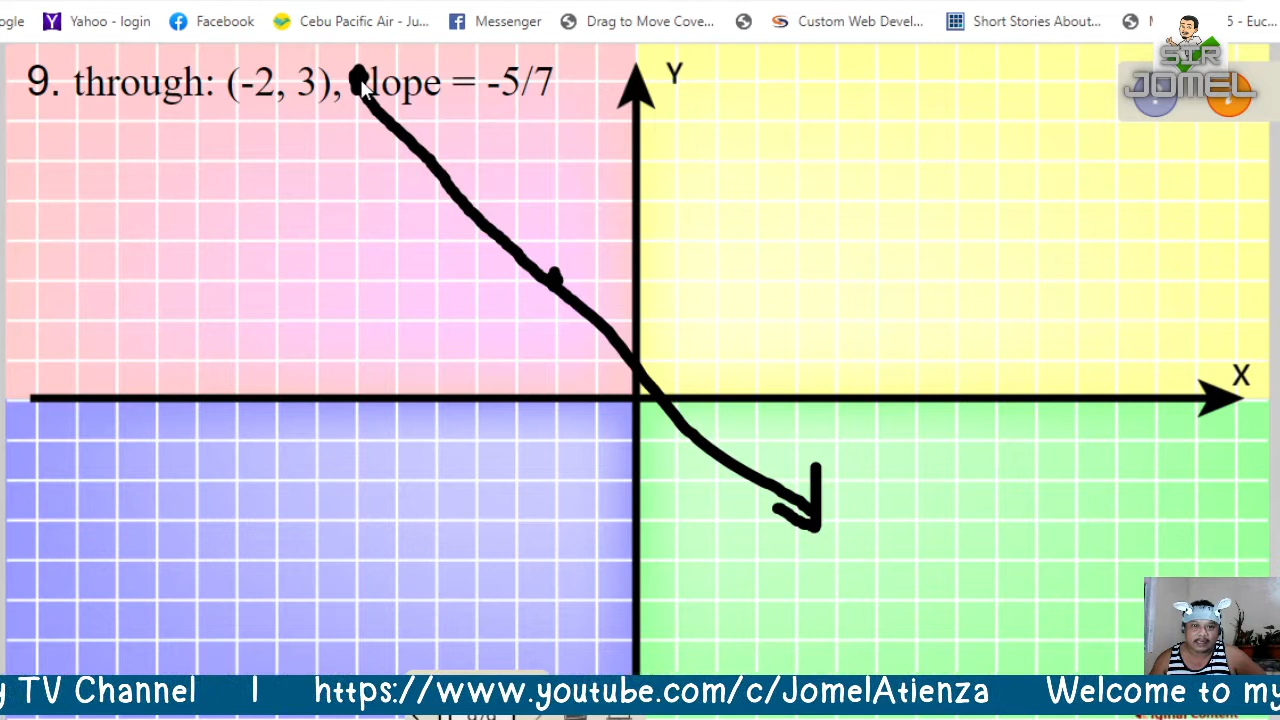 ogle Yahoo - login Facebook Cebu Pacific Air - Ju... Messenger Drag to Move Cove... Custom Web Devel... Short Stories About... 5 - Euc...
SIR
JOMEL
9. through: (-2, 3), lope = -5/7
Y
X
y TV Channel I https://www.youtube.com/c/JomelAtienza Welcome to my